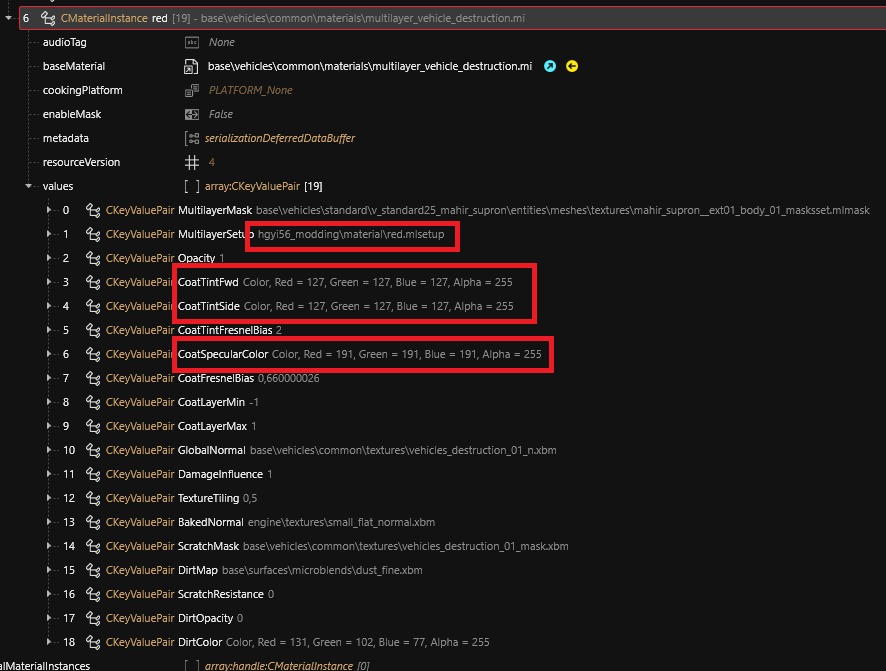 6 CMaterialInstance red [19] - base\vehicles\common\materials\multilayer_vehicle_destruction.mi
audioTag abc None
baseMaterial base\vehicles\common\materials\multilayer_vehicle_destruction.mi
cookingPlatform PLATFORM_None
enableMask False
metadata serializationDeferredDataBuffer
resourceVersion 4
values [ ] array:CKeyValuePair [19]
0 CKeyValuePair MultilayerMask base\vehicles\standard\v_standard25_mahir_supron\entities\meshes\textures\mahir_supron__ext01_body_01_masksset.mlmask
1 CKeyValuePair MultilayerSetup hgyi56_modding\material\red.mlsetup
2 CKeyValuePair Opacity 1
3 CKeyValuePair CoatTintFwd Color, Red = 127, Green = 127, Blue = 127, Alpha = 255
4 CKeyValuePair CoatTintSide Color, Red = 127, Green = 127, Blue = 127, Alpha = 255
5 CKeyValuePair CoatTintFresnelBias 2
6 CKeyValuePair CoatSpecularColor Color, Red = 191, Green = 191, Blue = 191, Alpha = 255
7 CKeyValuePair CoatFresnelBias 0,660000026
8 CKeyValuePair CoatLayerMin -1
9 CKeyValuePair CoatLayerMax 1
10 CKeyValuePair GlobalNormal base\vehicles\common\textures\vehicles_destruction_01_n.xbm
11 CKeyValuePair DamageInfluence 1
12 CKeyValuePair TextureTiling 0,5
13 CKeyValuePair BakedNormal engine\textures\small_flat_normal.xbm
14 CKeyValuePair ScratchMask base\vehicles\common\textures\vehicles_destruction_01_mask.xbm
15 CKeyValuePair DirtMap base\surfaces\microblends\dust_fine.xbm
16 CKeyValuePair ScratchResistance 0
17 CKeyValuePair DirtOpacity 0
18 CKeyValuePair DirtColor Color, Red = 131, Green = 102, Blue = 77, Alpha = 255
alMaterialInstances [ ] array:handle:CMaterialInstance [0]